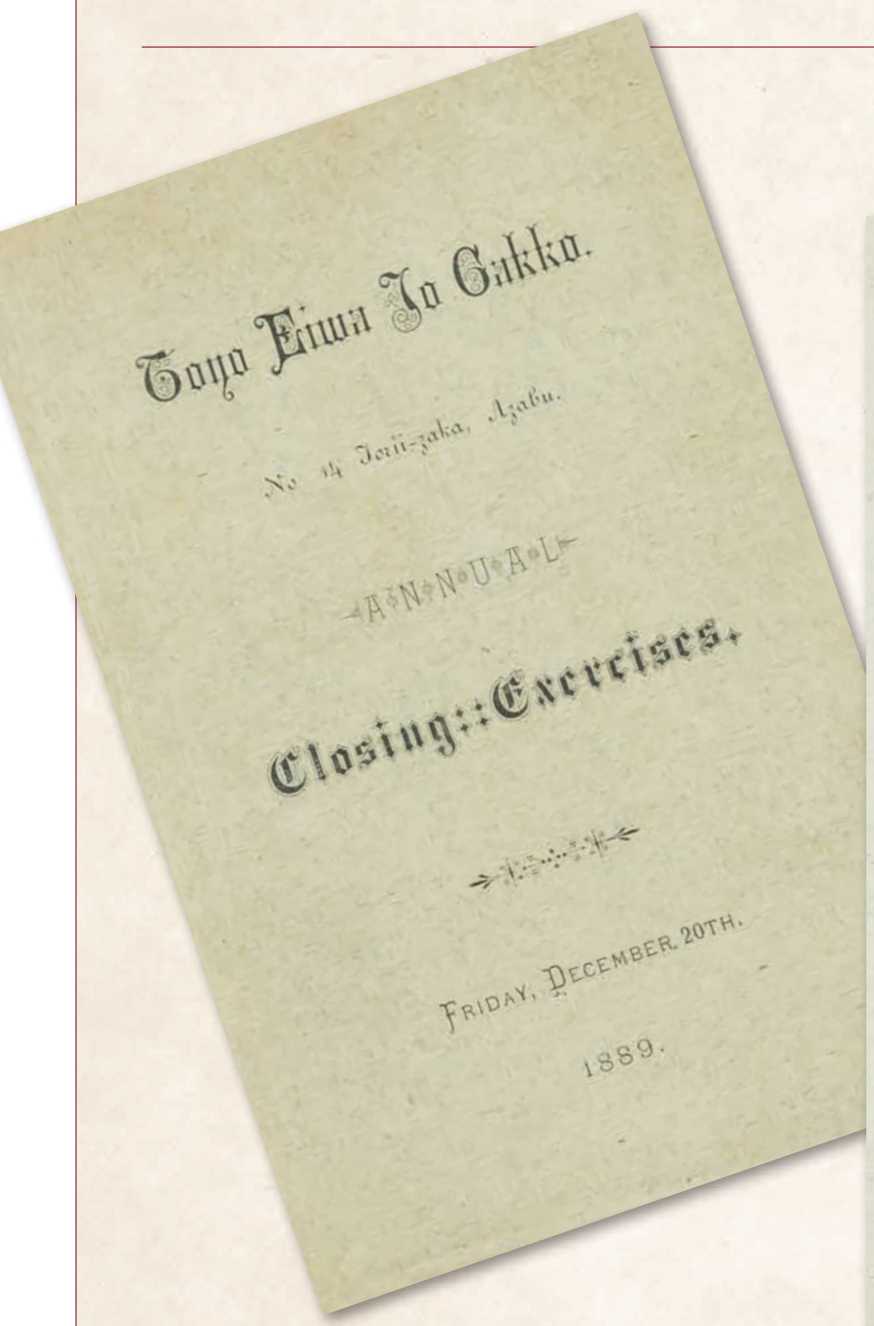 Toyo Eiwa Jo Gakko.
No 14 Torii-zaka, Azabu.
ANNUAL
Closing::Exercises.
FRIDAY, DECEMBER, 20TH.
1889.